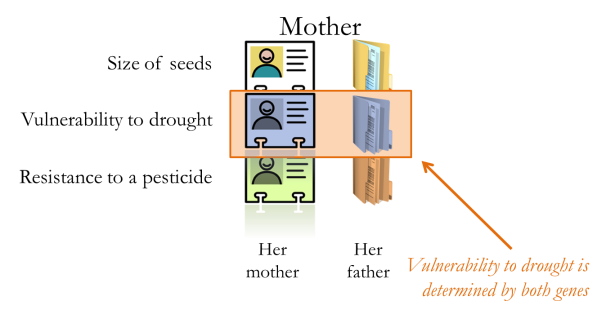 Mother
Size of seeds
Vulnerability to drought
Resistance to a pesticide
Her
mother
Her
father
Vulnerability to drought is
determined by both genes